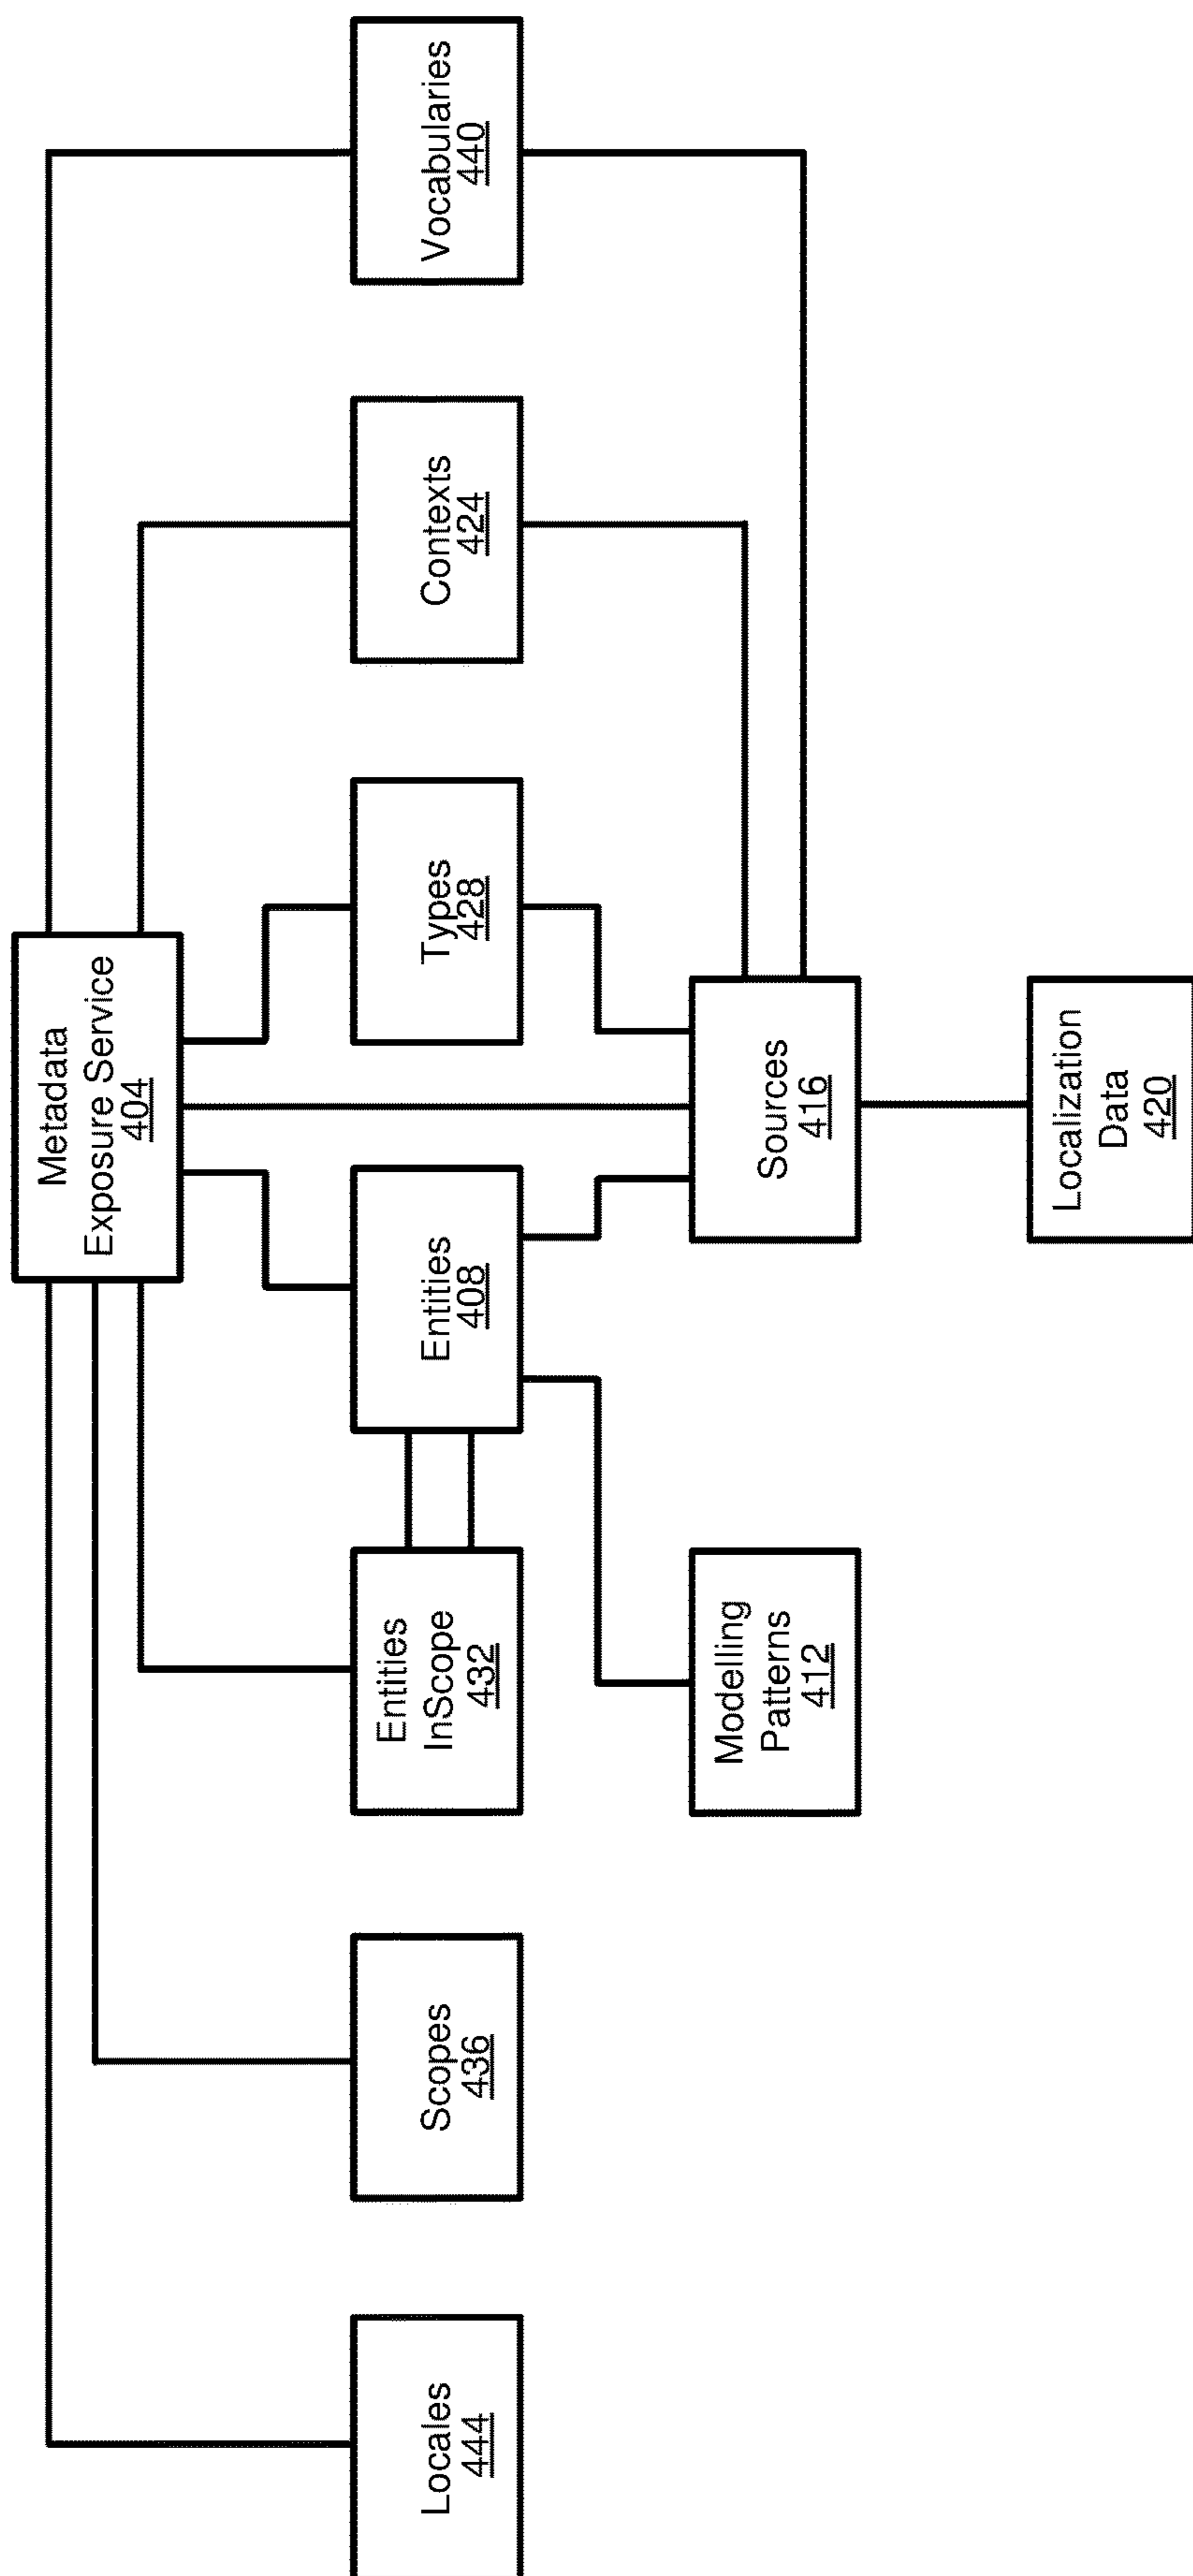 Metadata
Exposure Service
404
Locales
444
Scopes
436
Entities
InScope
432
Entities
408
Types
428
Contexts
424
Vocabularies
440
Modelling
Patterns
412
Sources
416
Localization
Data
420